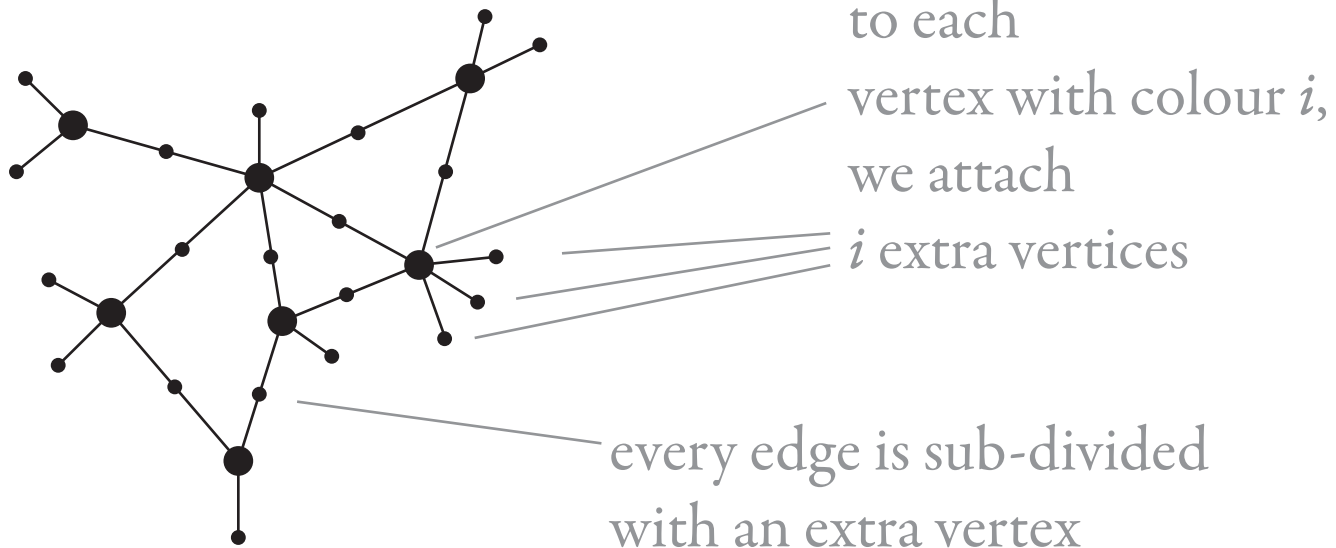 to each
vertex with colour i,
we attach
i extra vertices
every edge is sub-divided
with an extra vertex